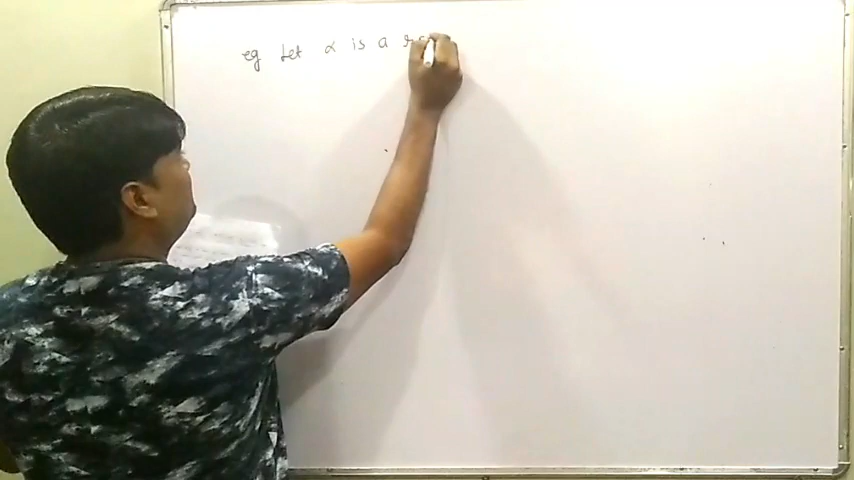 eg Let α is a